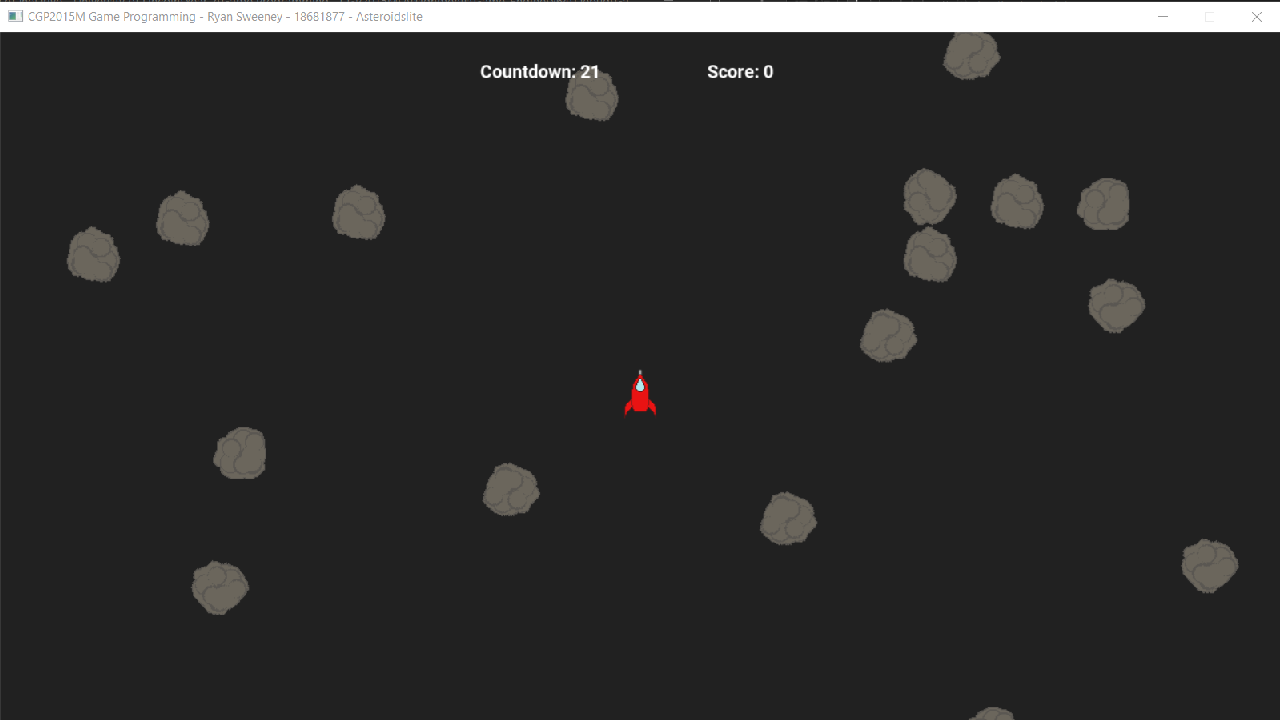 CGP2015M Game Programming - Ryan Sweeney - 18681877 - Asteroidslite
Countdown: 21 Score: 0